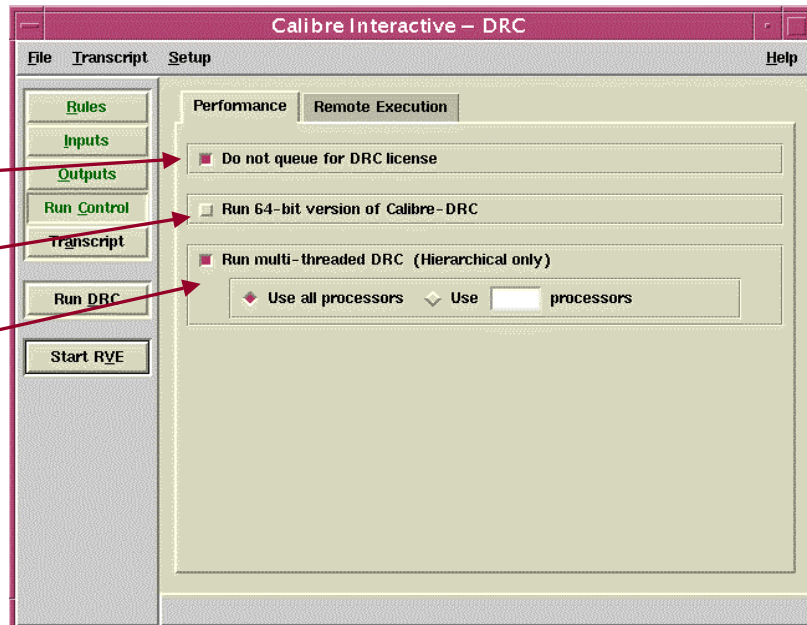 Calibre Interactive – DRC
File Transcript Setup Help
Rules
Inputs
Outputs
Run Control
Transcript
Run DRC
Start RVE
Performance Remote Execution
Do not queue for DRC license
Run 64-bit version of Calibre-DRC
Run multi-threaded DRC (Hierarchical only)
Use all processors Use processors